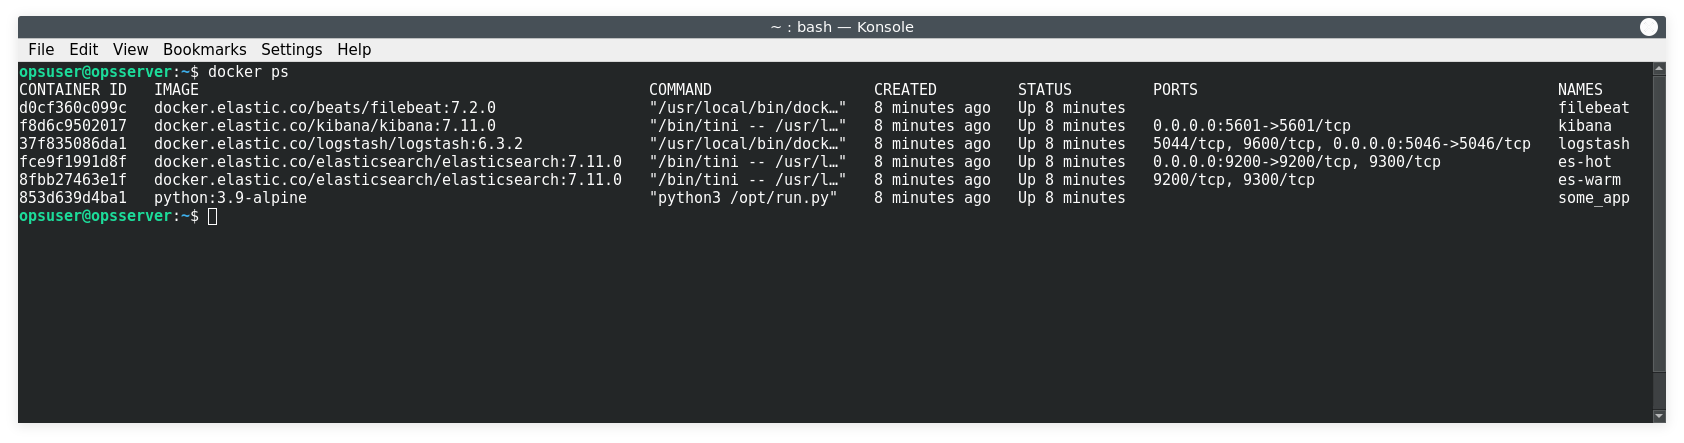 ~ : bash — Konsole
File Edit View Bookmarks Settings Help
opsuser@opsserver:~$ docker ps
CONTAINER ID   IMAGE                                                  COMMAND                  CREATED         STATUS         PORTS                                        NAMES
d0cf360c099c   docker.elastic.co/beats/filebeat:7.2.0                 "/usr/local/bin/dock…"   8 minutes ago   Up 8 minutes                                                filebeat
f8d6c9502017   docker.elastic.co/kibana/kibana:7.11.0                 "/bin/tini -- /usr/l…"   8 minutes ago   Up 8 minutes   0.0.0.0:5601->5601/tcp                       kibana
37f835086da1   docker.elastic.co/logstash/logstash:6.3.2              "/usr/local/bin/dock…"   8 minutes ago   Up 8 minutes   5044/tcp, 9600/tcp, 0.0.0.0:5046->5046/tcp   logstash
fce9f1991d8f   docker.elastic.co/elasticsearch/elasticsearch:7.11.0   "/bin/tini -- /usr/l…"   8 minutes ago   Up 8 minutes   0.0.0.0:9200->9200/tcp, 9300/tcp             es-hot
8fbb27463e1f   docker.elastic.co/elasticsearch/elasticsearch:7.11.0   "/bin/tini -- /usr/l…"   8 minutes ago   Up 8 minutes   9200/tcp, 9300/tcp                           es-warm
853d639d4ba1   python:3.9-alpine                                      "python3 /opt/run.py"    8 minutes ago   Up 8 minutes                                                some_app
opsuser@opsserver:~$